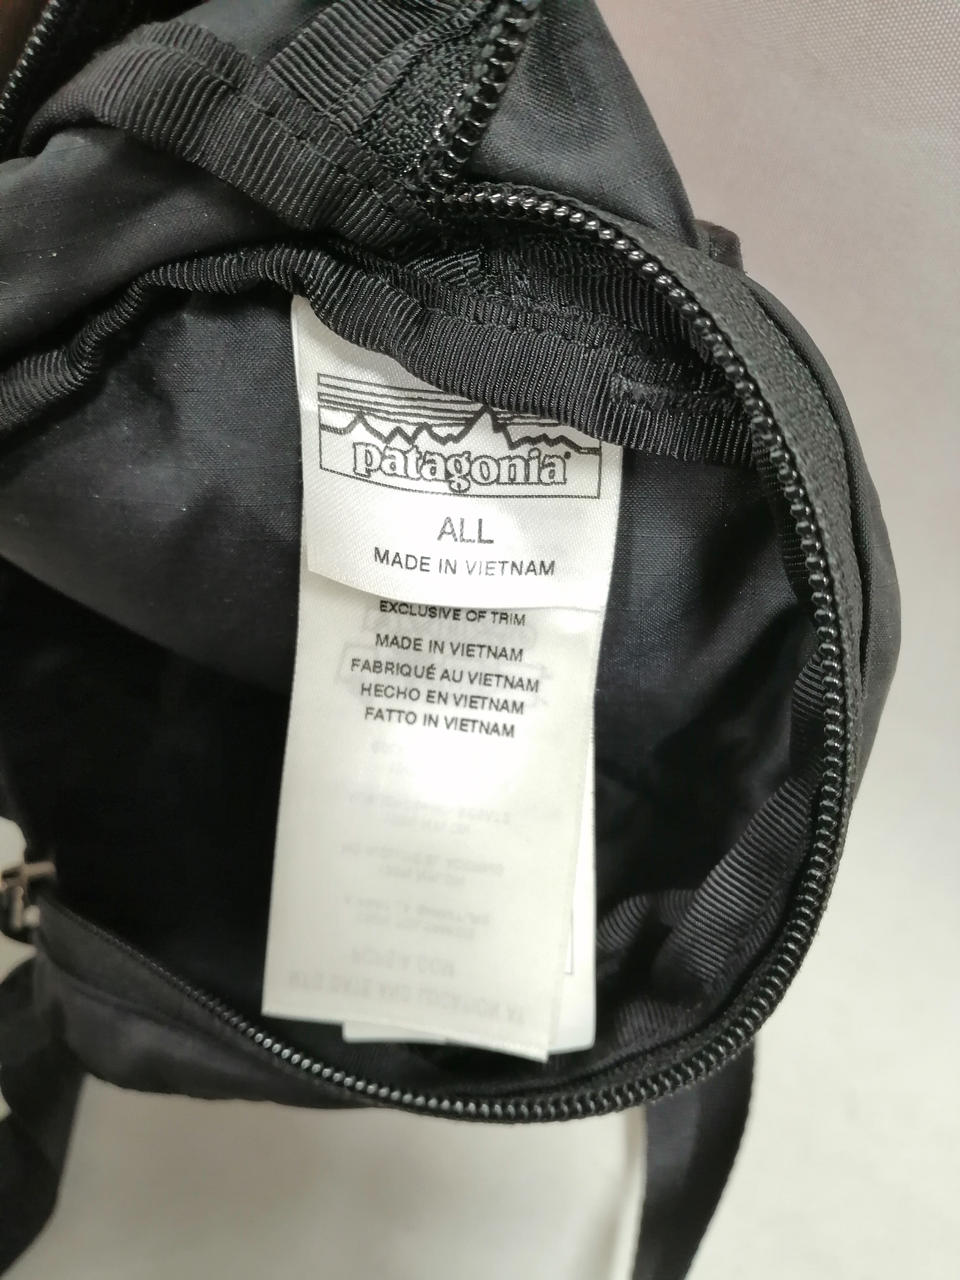 patagonia®
ALL
MADE IN VIETNAM
EXCLUSIVE OF TRIM
MADE IN VIETNAM
FABRIQUÉ AU VIETNAM
HECHO EN VIETNAM
FATTO IN VIETNAM